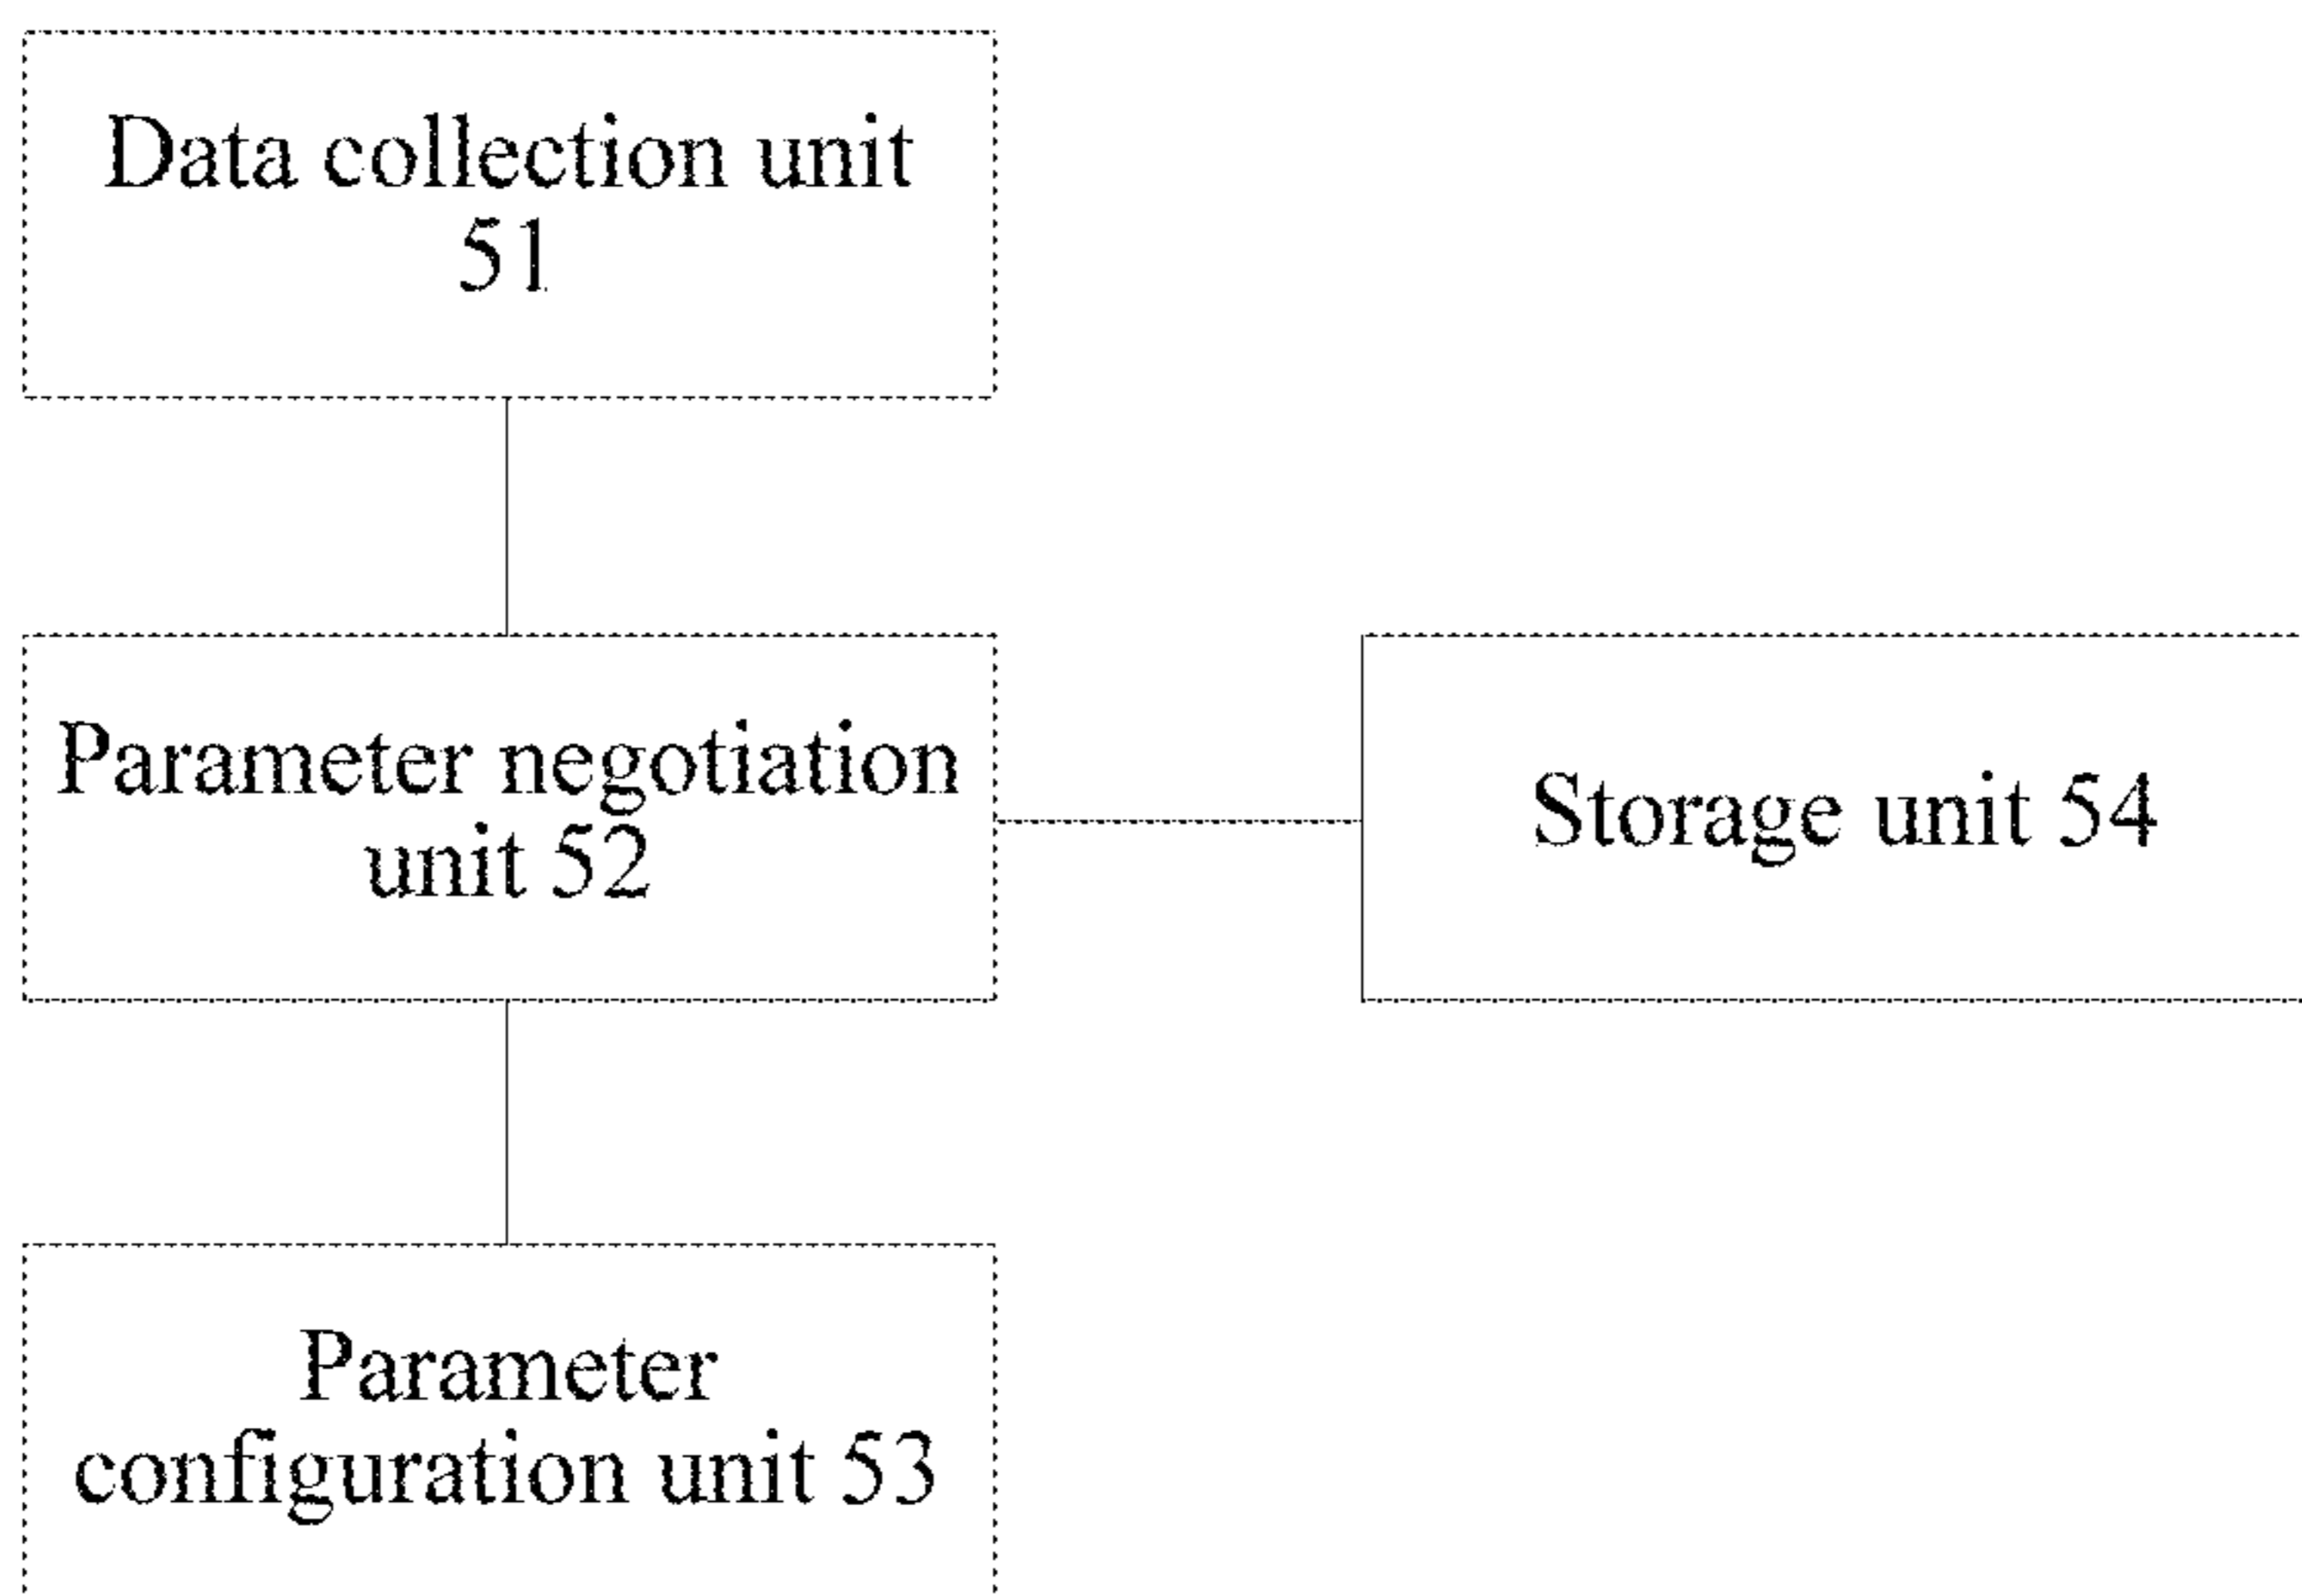 Data collection unit
51
Parameter negotiation
unit 52
Storage unit 54
Parameter
configuration unit 53